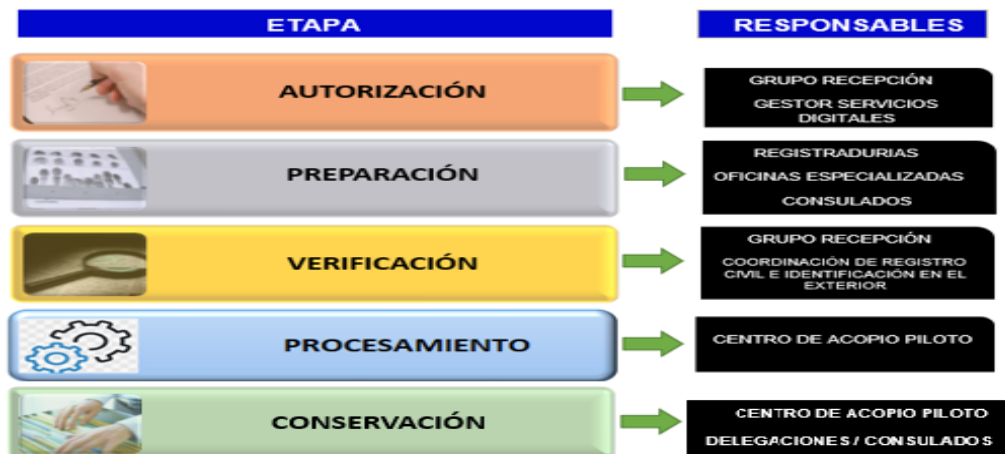 ETAPA
RESPONSABLES
AUTORIZACIÓN
GRUPO RECEPCIÓN
GESTOR SERVICIOS
DIGITALES
PREPARACIÓN
REGISTRADURIAS
OFICINAS ESPECIALIZADAS
CONSULADOS
VERIFICACIÓN
GRUPO RECEPCIÓN
COORDINACIÓN DE REGISTRO
CIVIL E IDENTIFICACIÓN EN EL
EXTERIOR
PROCESAMIENTO
CENTRO DE ACOPIO PILOTO
CONSERVACIÓN
CENTRO DE ACOPIO PILOTO
DELEGACIONES / CONSULADOS